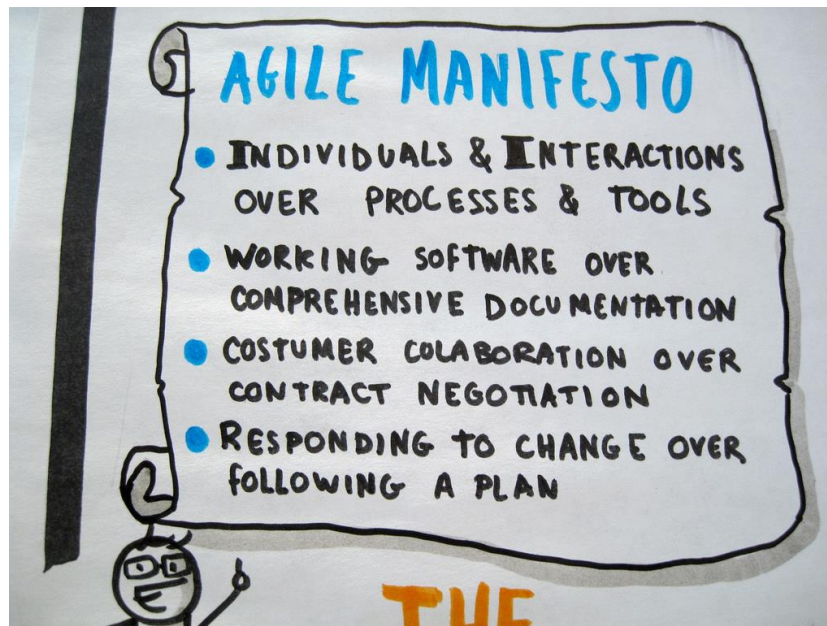 AGILE MANIFESTO
INDIVIDUALS & INTERACTIONS
OVER PROCESSES & TOOLS
WORKING SOFTWARE OVER
COMPREHENSIVE DOCUMENTATION
COSTUMER COLABORATION OVER
CONTRACT NEGOTIATION
RESPONDING TO CHANGE OVER
FOLLOWING A PLAN
THE